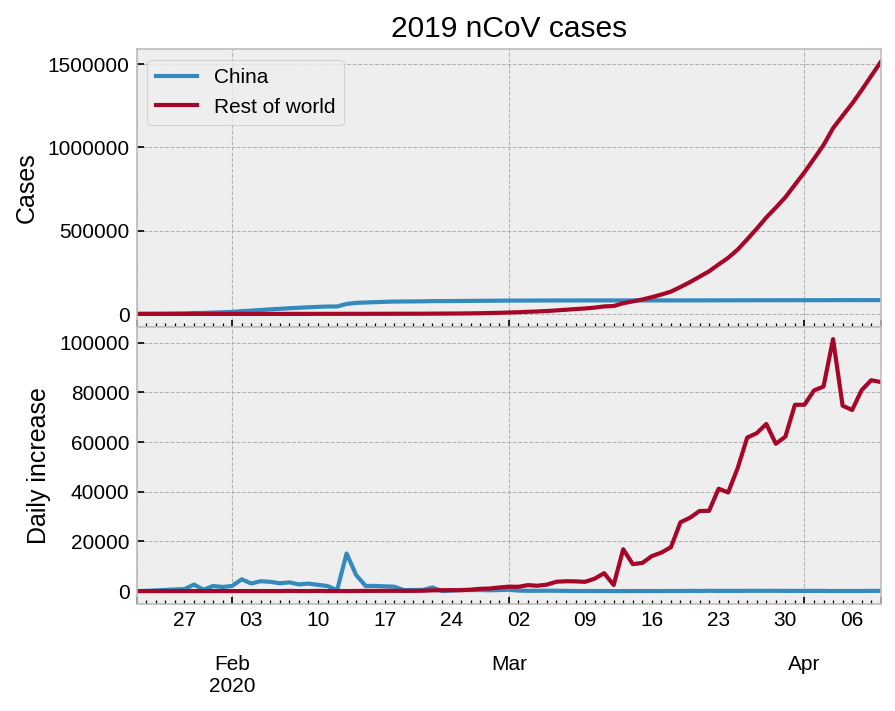 2019 nCoV cases
1500000
1000000
500000
0
Cases
China
Rest of world
100000
80000
60000
40000
20000
0
Daily increase
27 03 10 17 24 02 09 16 23 30 06
Feb Mar Apr
2020